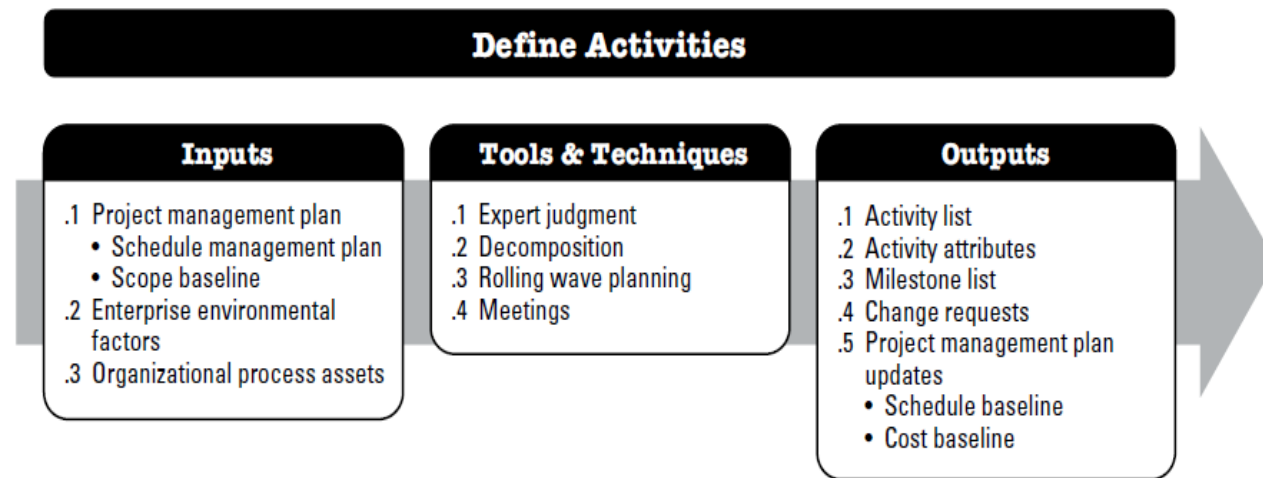 Define Activities
Inputs
.1 Project management plan
• Schedule management plan
• Scope baseline
.2 Enterprise environmental
factors
.3 Organizational process assets
Tools & Techniques
.1 Expert judgment
.2 Decomposition
.3 Rolling wave planning
.4 Meetings
Outputs
.1 Activity list
.2 Activity attributes
.3 Milestone list
.4 Change requests
.5 Project management plan
updates
• Schedule baseline
• Cost baseline